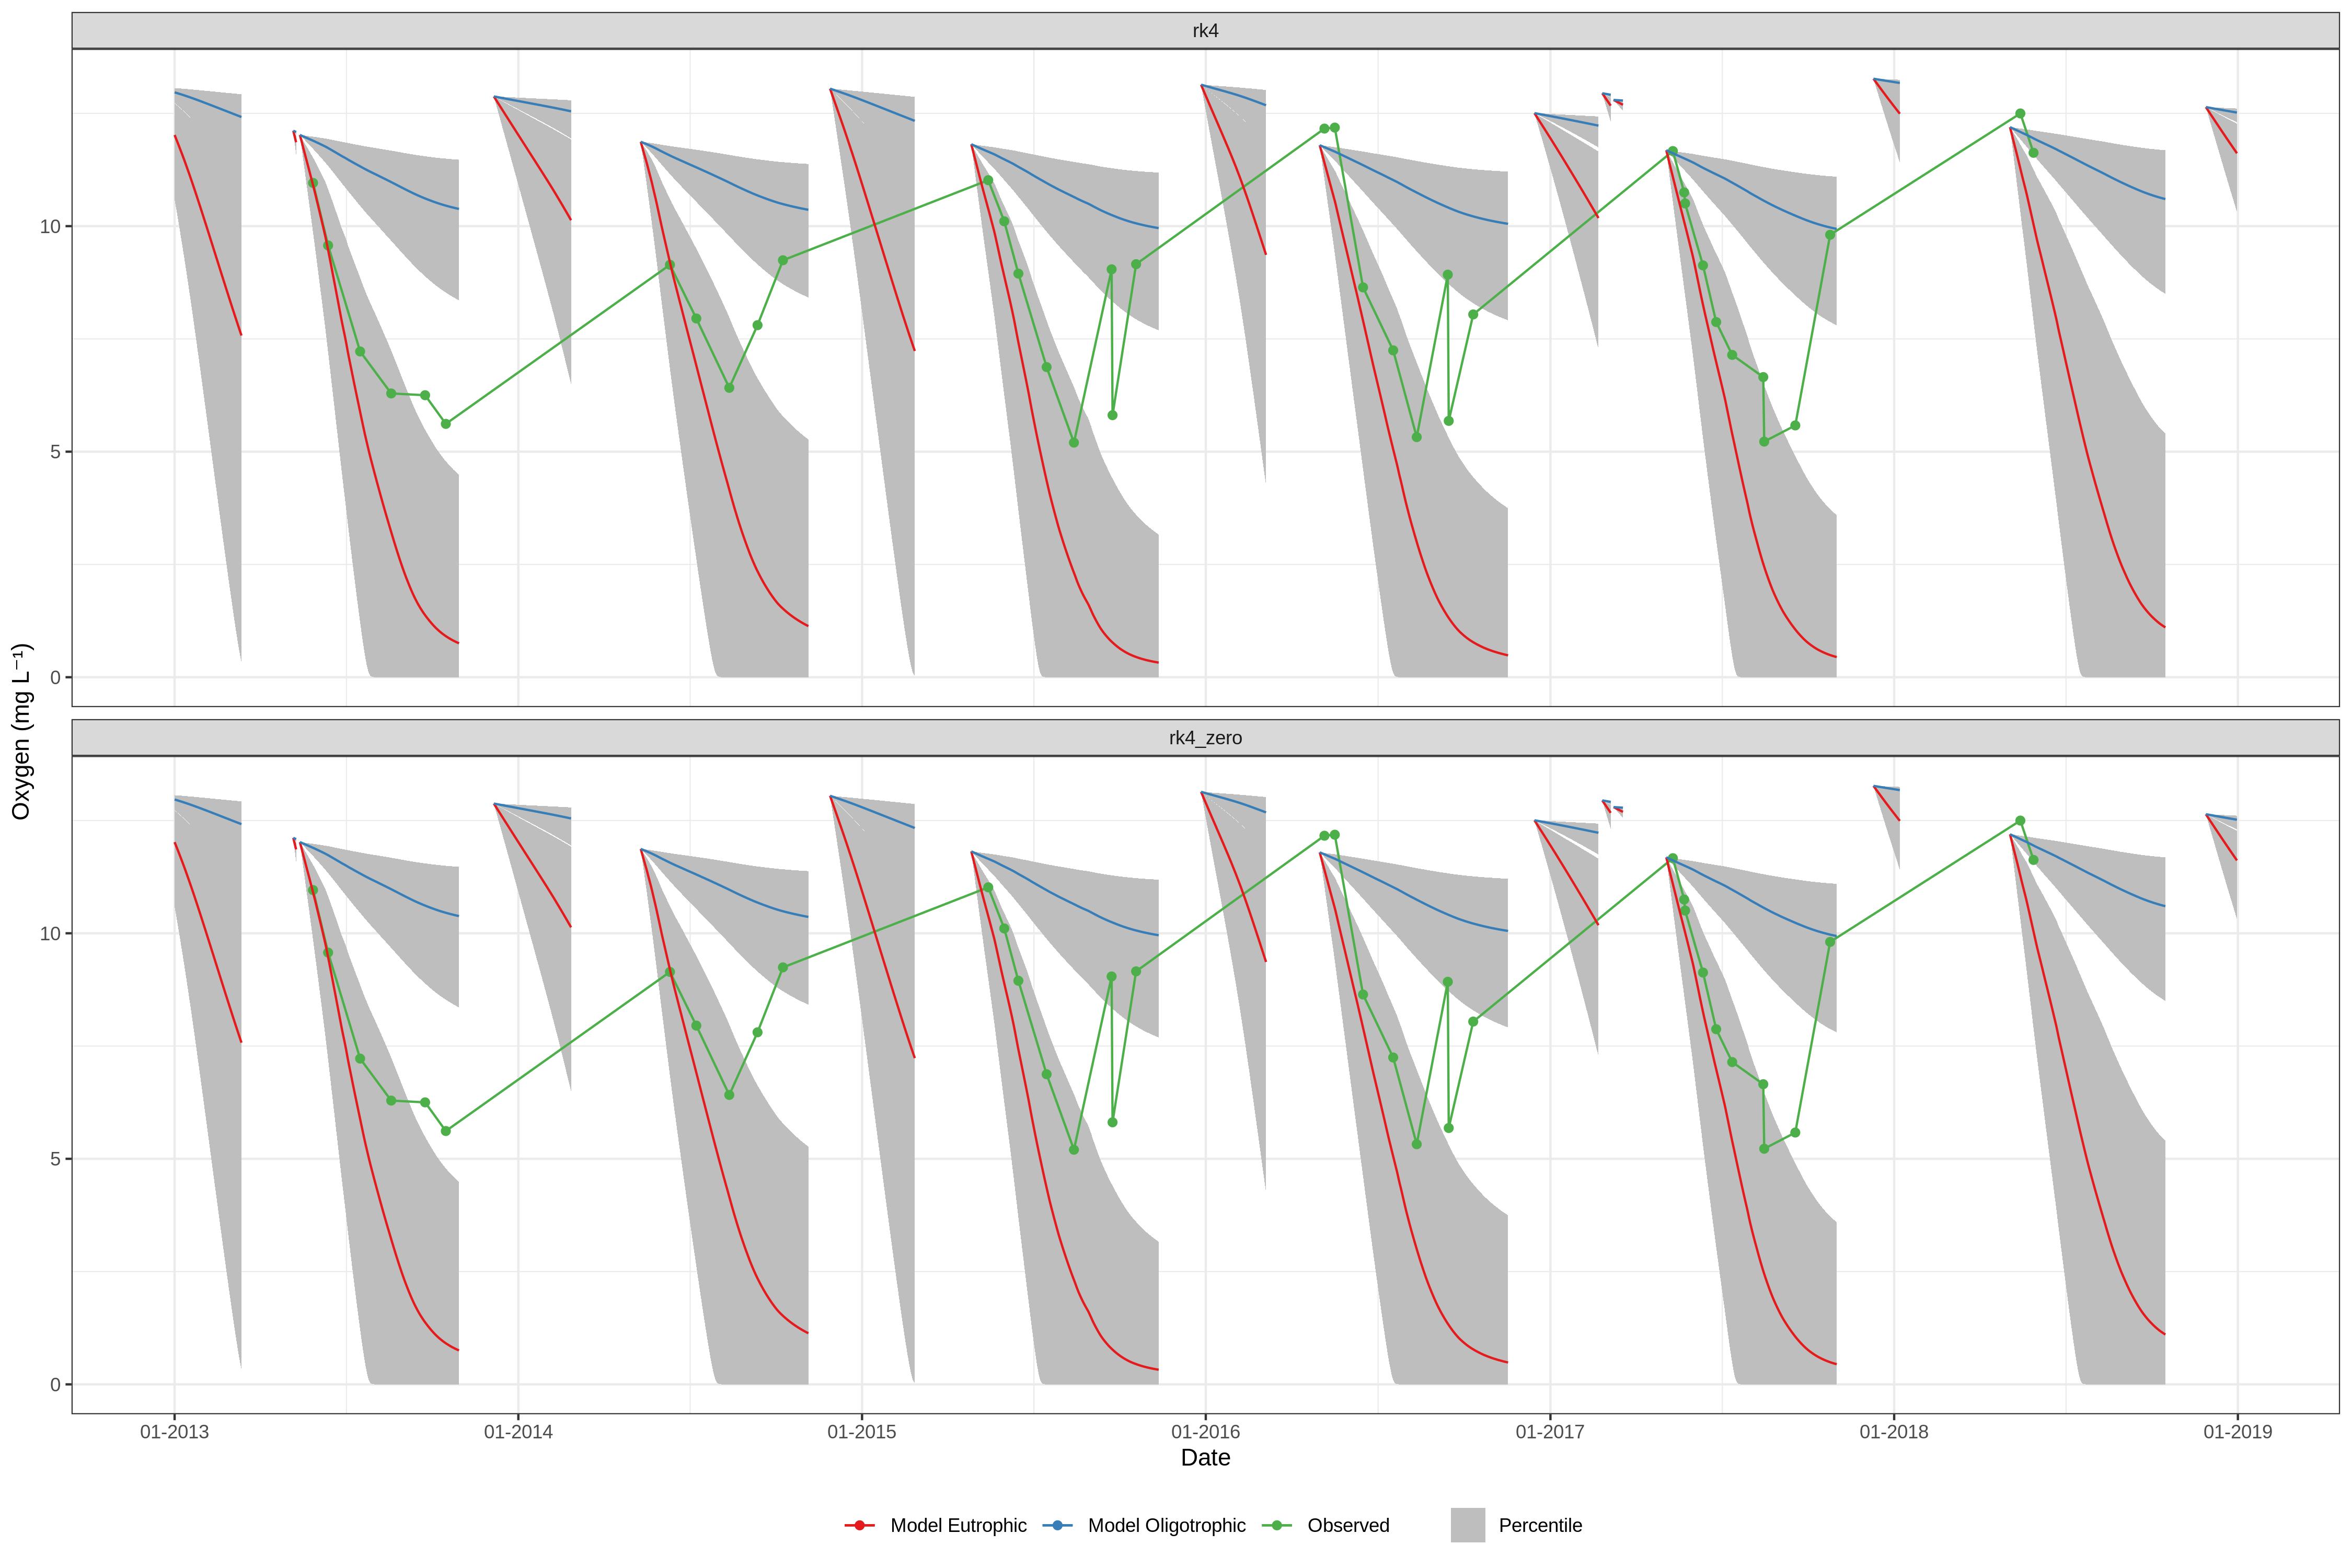 rk4
10
5
0
Oxygen (mg L⁻¹)
rk4_zero
10
5
0
01-2013 01-2014 01-2015 01-2016 01-2017 01-2018 01-2019
Date
Model Eutrophic Model Oligotrophic Observed Percentile